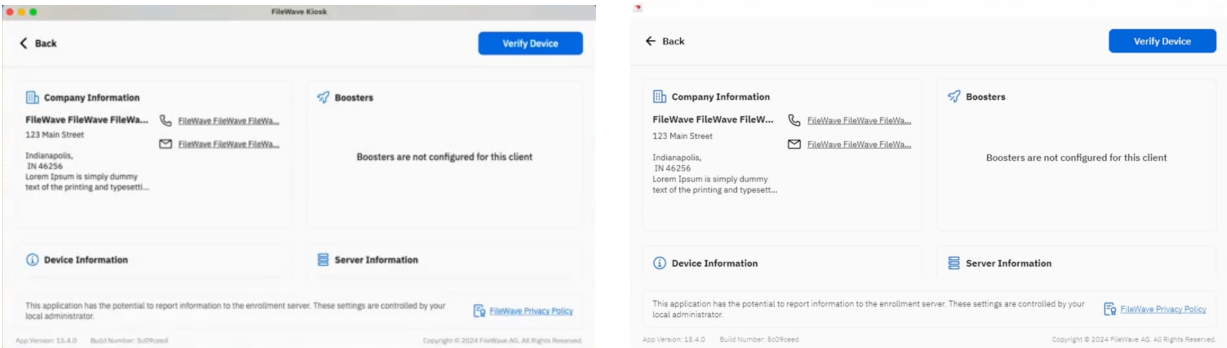 FileWave Kiosk
Back
Verify Device
Company Information
FileWave FileWave FileWa...
123 Main Street
Indianapolis,
IN 46256
Lorem Ipsum is simply dummy
text of the printing and typesetti...
FileWave FileWave FileWa...
FileWave FileWave FileWa...
Boosters
Boosters are not configured for this client
Device Information
Server Information
This application has the potential to report information to the enrollment server. These settings are controlled by your
local administrator.
FileWave Privacy Policy
App Version: 15.4.0 Build Number: 5c09ceed
Copyright © 2024 FileWave AG. All Rights Reserved.
Back
Verify Device
Company Information
FileWave FileWave FileW...
123 Main Street
Indianapolis,
IN 46256
Lorem Ipsum is simply dummy
text of the printing and typesett...
FileWave FileWave FileWa...
FileWave FileWave FileWa...
Boosters
Boosters are not configured for this client
Device Information
Server Information
This application has the potential to report information to the enrollment server. These settings are controlled by your
local administrator.
FileWave Privacy Policy
App Version: 15.4.0 Build Number: 5c09ceed
Copyright © 2024 FileWave AG. All Rights Reserved.